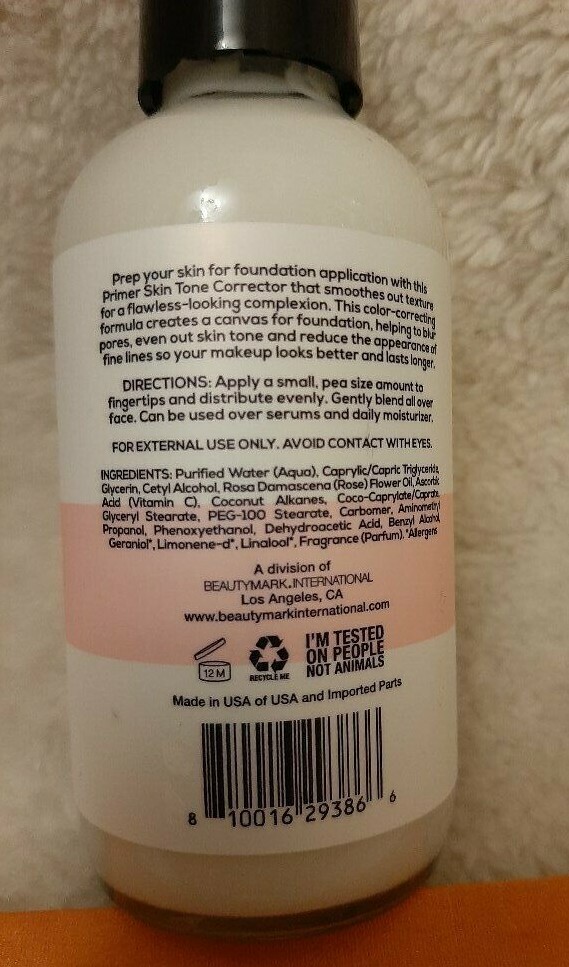 Prep your skin for foundation application with this
Primer Skin Tone Corrector that smoothes out texture
for a flawless-looking complexion. This color-correcting
formula creates a canvas for foundation, helping to blur
pores, even out skin tone and reduce the appearance of
fine lines so your makeup looks better and lasts longer.
DIRECTIONS: Apply a small, pea size amount to
fingertips and distribute evenly. Gently blend all over
face. Can be used over serums and daily moisturizer.
FOR EXTERNAL USE ONLY. AVOID CONTACT WITH EYES.
INGREDIENTS: Purified Water (Aqua), Caprylic/Capric Triglyceride,
Glycerin, Cetyl Alcohol, Rosa Damascena (Rose) Flower Oil, Ascorbic
Acid (Vitamin C), Coconut Alkanes, Coco-Caprylate/Caprate,
Glyceryl Stearate, PEG-100 Stearate, Carbomer, Aminomethyl
Propanol, Phenoxyethanol, Dehydroacetic Acid, Benzyl Alcohol,
Geraniol*, Limonene-d*, Linalool*, Fragrance (Parfum). *Allergens
A division of
BEAUTYMARK.INTERNATIONAL
Los Angeles, CA
www.beautymarkinternational.com
12 M
RECYCLE ME
I'M TESTED
ON PEOPLE
NOT ANIMALS
Made in USA of USA and Imported Parts
8 10016 29386 6